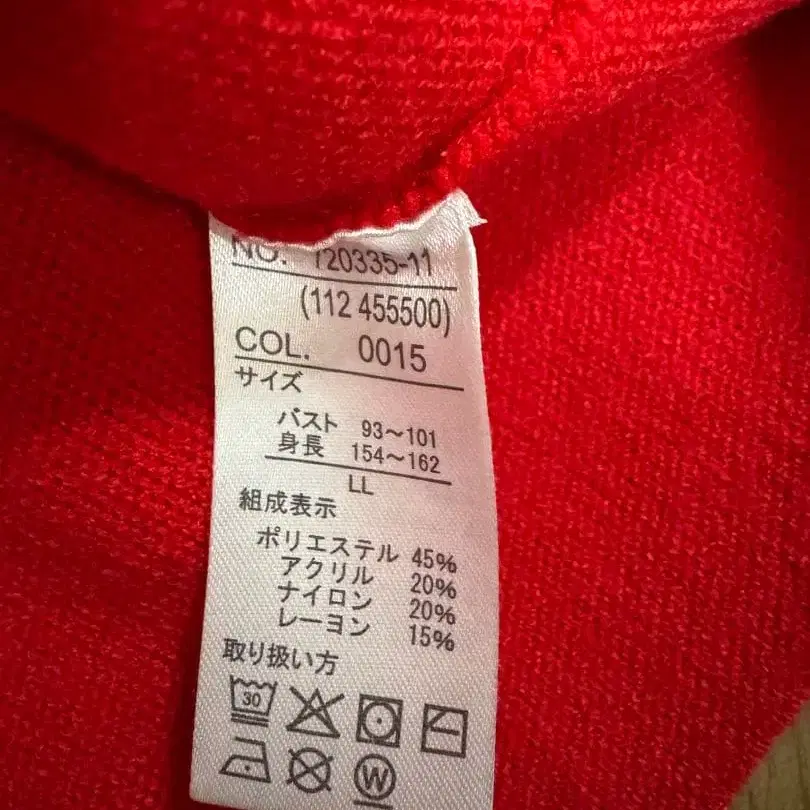 NO. 120335-11
(112 455500)
COL. 0015
サイズ
バスト 93～101
身長 154～162
LL
組成表示
ポリエステル 45%
アクリル 20%
ナイロン 20%
レーヨン 15%
取り扱い方
30
W